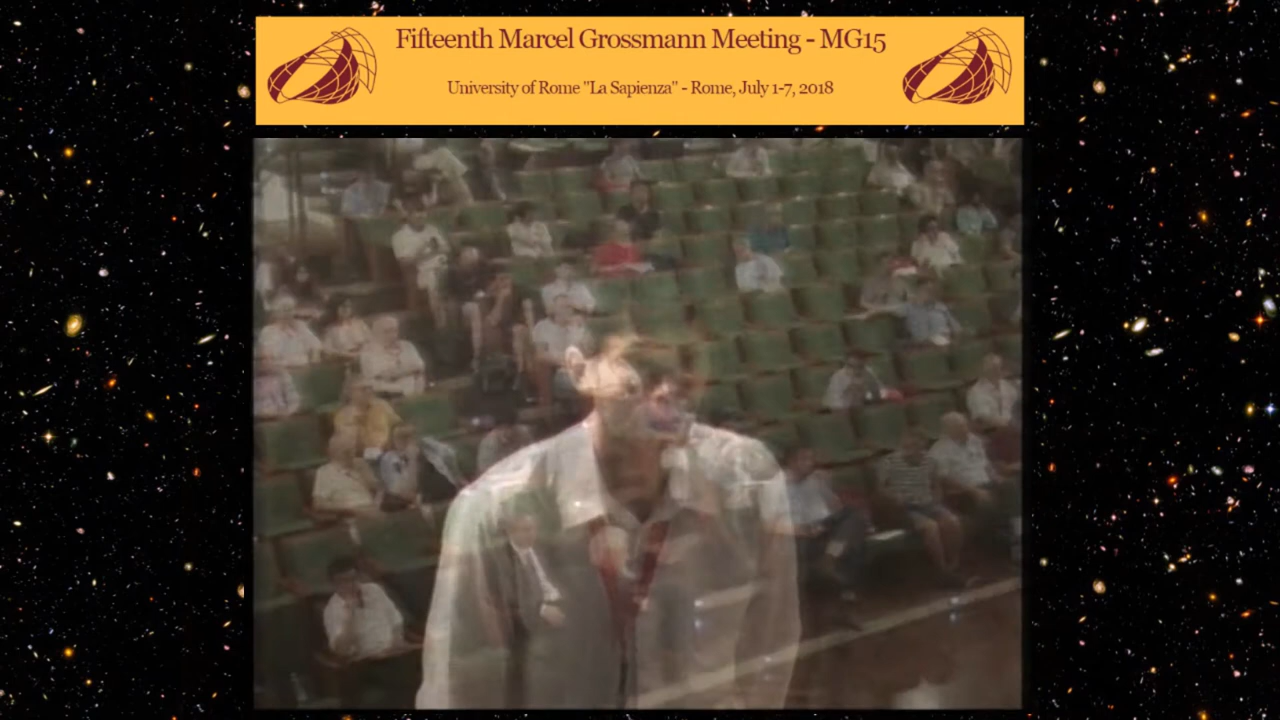 Fifteenth Marcel Grossmann Meeting - MG15
University of Rome "La Sapienza" - Rome, July 1-7, 2018